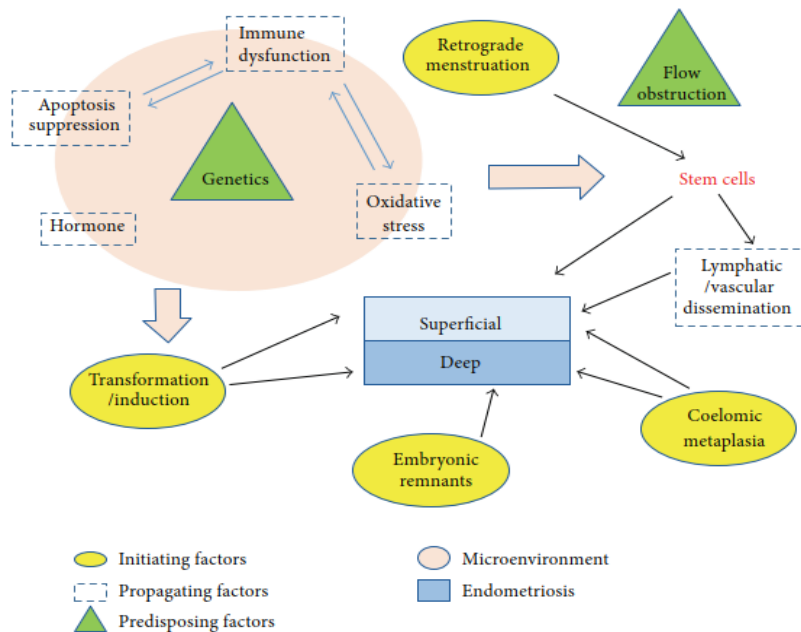 Immune
dysfunction
Apoptosis
suppression
Genetics
Hormone
Oxidative
stress
Retrograde
menstruation
Flow
obstruction
Stem cells
Lymphatic
/vascular
dissemination
Superficial
Deep
Transformation
/induction
Embryonic
remnants
Coelomic
metaplasia
Initiating factors
Propagating factors
Predisposing factors
Microenvironment
Endometriosis